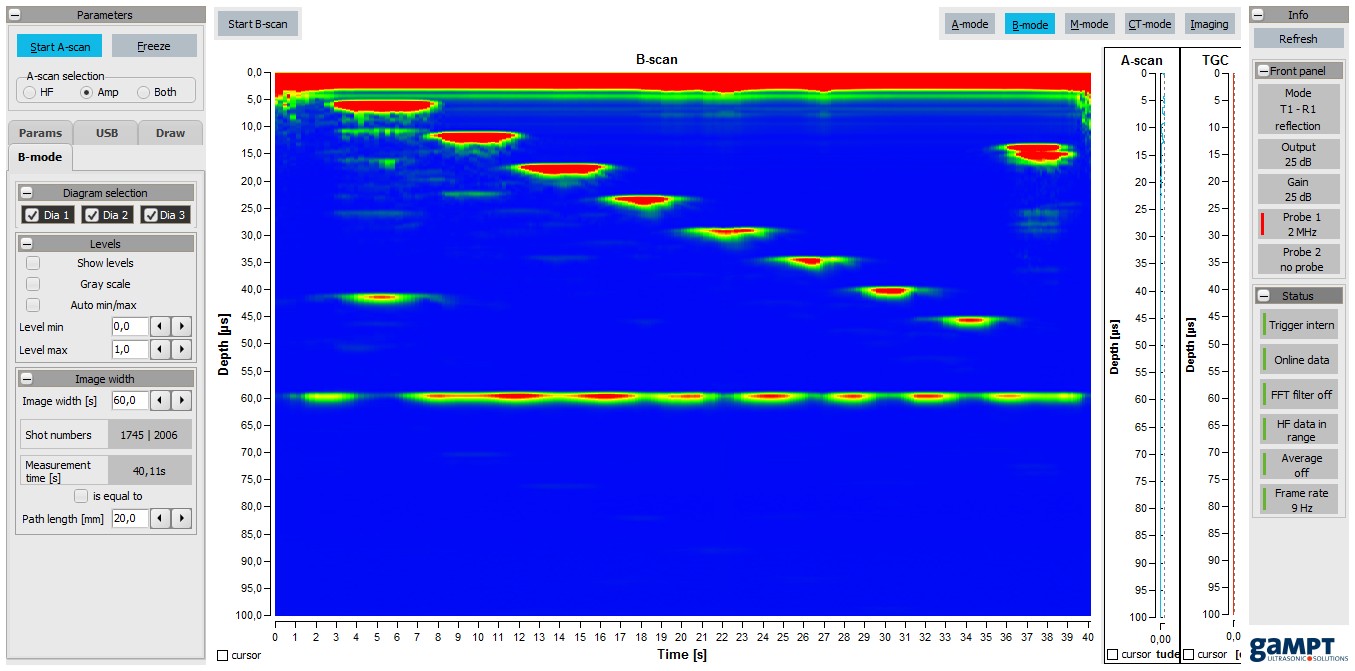 Parameters
Start A-scan
Freeze
A-scan selection
HF
Amp
Both
Params
USB
Draw
B-mode
Diagram selection
Dia 1
Dia 2
Dia 3
Levels
Show levels
Gray scale
Auto min/max
Level min
0,0
Level max
1,0
Image width
Image width [s]
60,0
Shot numbers
1745 | 2006
Measurement
time [s]
40,11s
is equal to
Path length [mm]
20,0
Start B-scan
A-mode
B-mode
M-mode
CT-mode
Imaging
B-scan
Depth [µs]
0,0
5,0
10,0
15,0
20,0
25,0
30,0
35,0
40,0
45,0
50,0
55,0
60,0
65,0
70,0
75,0
80,0
85,0
90,0
95,0
100,0
0 1 2 3 4 5 6 7 8 9 10 11 12 13 14 15 16 17 18 19 20 21 22 23 24 25 26 27 28 29 30 31 32 33 34 35 36 37 38 39 40
Time [s]
cursor
A-scan
Depth [µs]
0
5
10
15
20
25
30
35
40
45
50
55
60
65
70
75
80
85
90
95
100
0,00
cursor tude
TGC
Depth [µs]
0
5
10
15
20
25
30
35
40
45
50
55
60
65
70
75
80
85
90
95
100
0,0
cursor [
Info
Refresh
Front panel
Mode
T1 - R1
reflection
Output
25 dB
Gain
25 dB
Probe 1
2 MHz
Probe 2
no probe
Status
Trigger intern
Online data
FFT filter off
HF data in
range
Average
off
Frame rate
9 Hz
GAMPT
ULTRASONIC SOLUTIONS